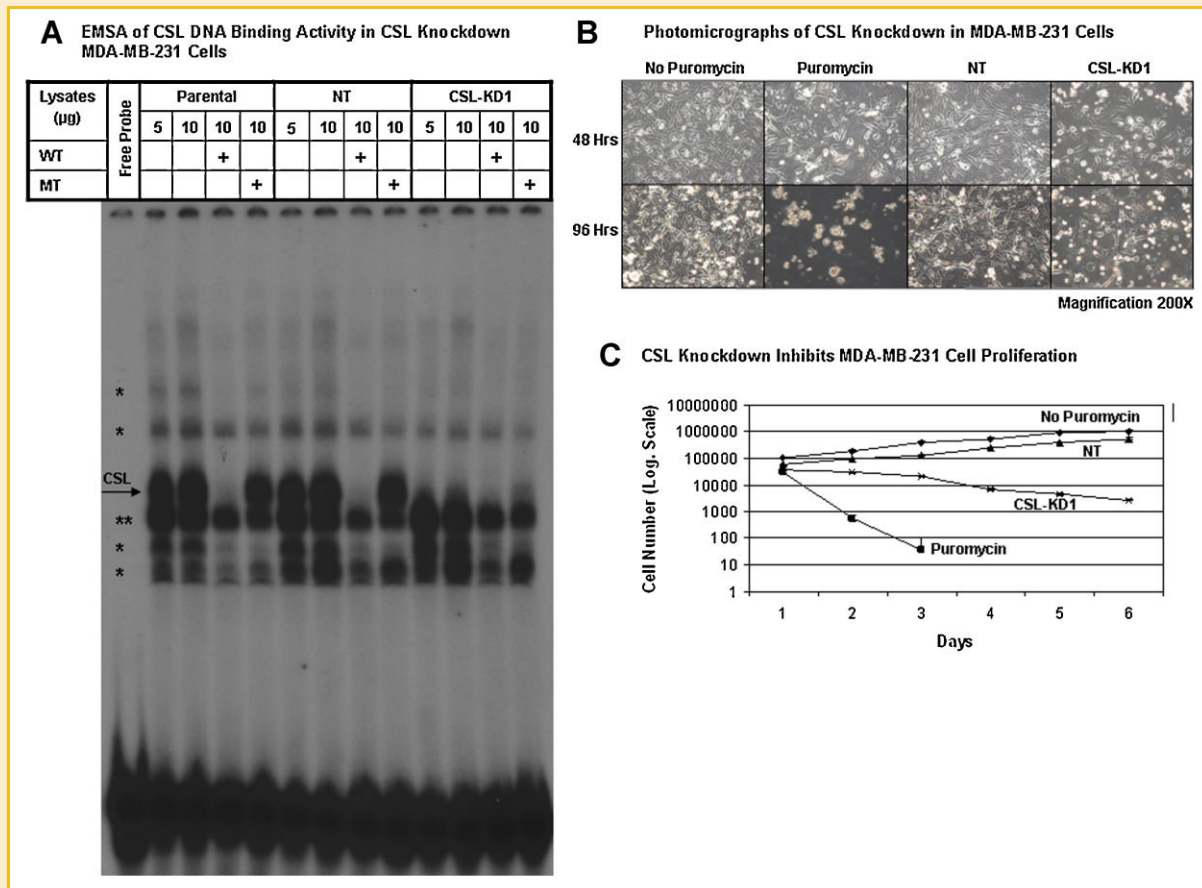 A EMSA of CSL DNA Binding Activity in CSL Knockdown
MDA-MB-231 Cells
Lysates (µg) Free Probe Parental NT CSL-KD1
5 10 10 10 5 10 10 10 5 10 10 10
WT + + +
MT + + +
*
*
CSL
**
*
*
B Photomicrographs of CSL Knockdown in MDA-MB-231 Cells
No Puromycin Puromycin NT CSL-KD1
48 Hrs
96 Hrs
Magnification 200X
C CSL Knockdown Inhibits MDA-MB-231 Cell Proliferation
Cell Number (Log. Scale)
10000000
1000000
100000
10000
1000
100
10
1
No Puromycin
NT
CSL-KD1
Puromycin
1 2 3 4 5 6
Days